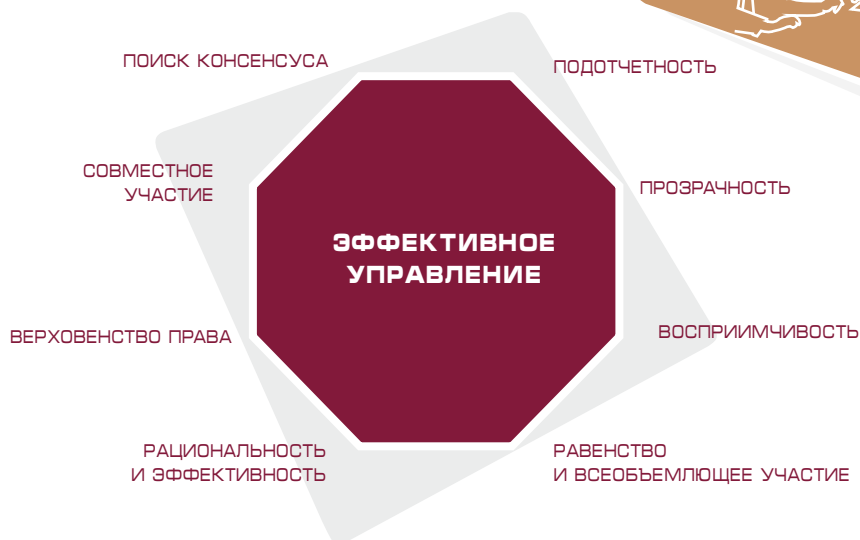 ПОИСК КОНСЕНСУСА
ПОДОТЧЕТНОСТЬ
СОВМЕСТНОЕ
УЧАСТИЕ
ПРОЗРАЧНОСТЬ
ЭФФЕКТИВНОЕ
УПРАВЛЕНИЕ
ВЕРХОВЕНСТВО ПРАВА
ВОСПРИИМЧИВОСТЬ
РАЦИОНАЛЬНОСТЬ
И ЭФФЕКТИВНОСТЬ
РАВЕНСТВО
И ВСЕОБЪЕМЛЮЩЕЕ УЧАСТИЕ